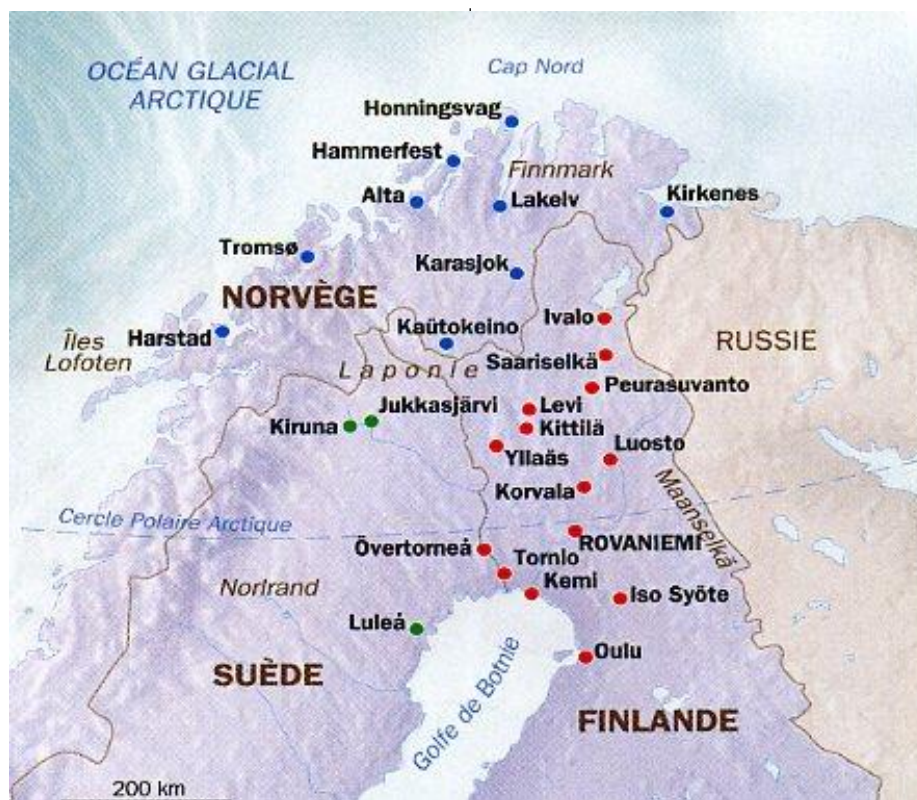 OCÉAN GLACIAL
ARCTIQUE
Cap Nord
Honningsvag
Hammerfest
Finnmark
Alta
Lakelv
Kirkenes
Tromsø
Karasjok
NORVÈGE
Ivalo
Îles
Lofoten
Harstad
Kaütokeino
RUSSIE
Laponie
Saariselkä
Peurasuvanto
Jukkasjärvi
Levi
Kiruna
Kittilä
Luosto
Yllaäs
Korvala
Maanselkä
Cercle Polaire Arctique
ROVANIEMI
Övertorneå
Tornio
Kemi
Norlrand
Iso Syöte
Luleå
Oulu
SUÈDE
Golfe de Botnie
FINLANDE
200 km